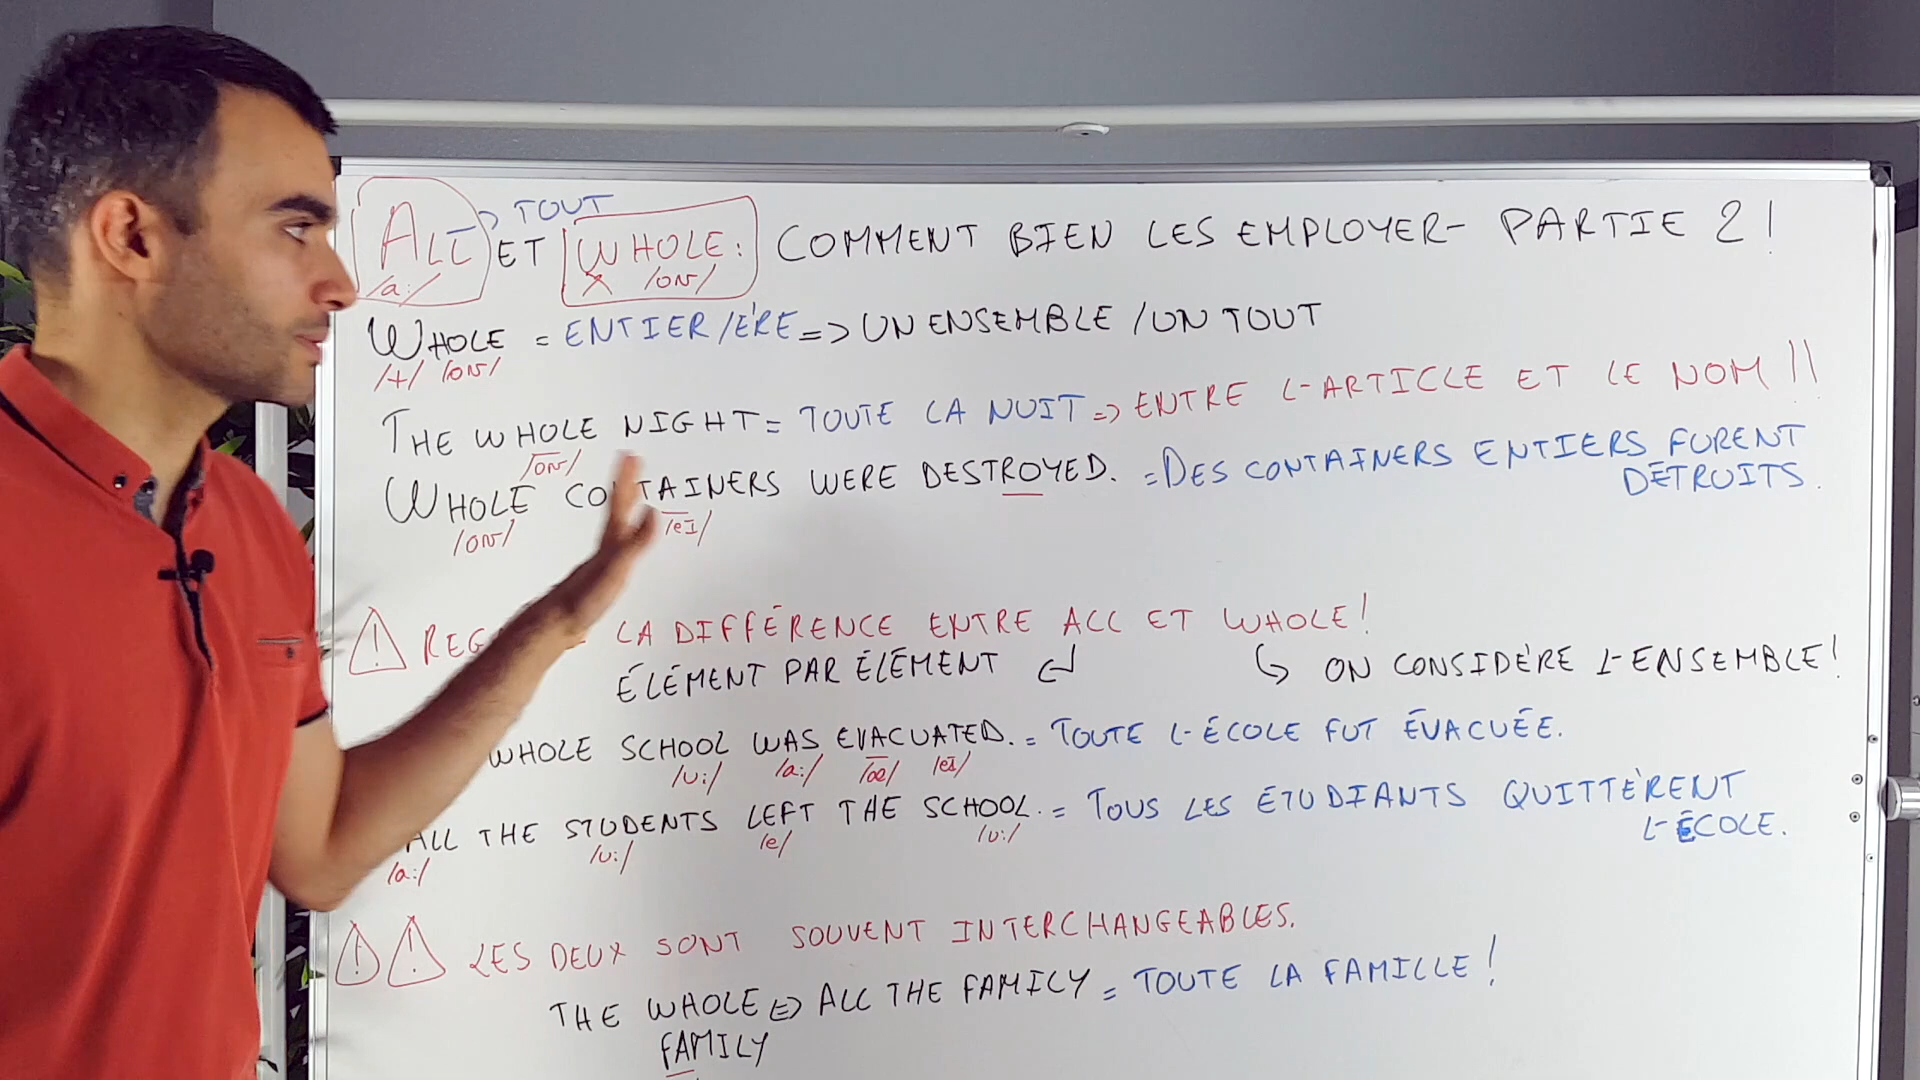 ALL → TOUT
ET WHOLE: COMMENT BIEN LES EMPLOYER- PARTIE 2!
/a:/ X /oʊ/
WHOLE = ENTIER/ÈRE => UN ENSEMBLE / UN TOUT
/oʊ/
THE WHOLE NIGHT = TOUTE LA NUIT => ENTRE L'ARTICLE ET LE NOM!!
/oʊ/
WHOLE CO TAINERS WERE DESTROYED. = DES CONTAINERS ENTIERS FURENT
DÉTRUITS.
/oʊ/ /eɪ/
LA DIFFÉRENCE ENTRE ALL ET WHOLE!
ÉLÉMENT PAR ÉLÉMENT ↲ ↳ ON CONSIDÈRE L'ENSEMBLE!
WHOLE SCHOOL WAS EVACUATED. = TOUTE L'ÉCOLE FUT ÉVACUÉE.
/u:/ /a:/ /æ/ /eɪ/
ALL THE STUDENTS LEFT THE SCHOOL. = TOUS LES ÉTUDIANTS QUITTÈRENT
L'ÉCOLE.
/a:/ /u:/ /e/ /u:/
LES DEUX SONT SOUVENT INTERCHANGEABLES.
THE WHOLE <=> ALL THE FAMILY = TOUTE LA FAMILLE!
FAMILY